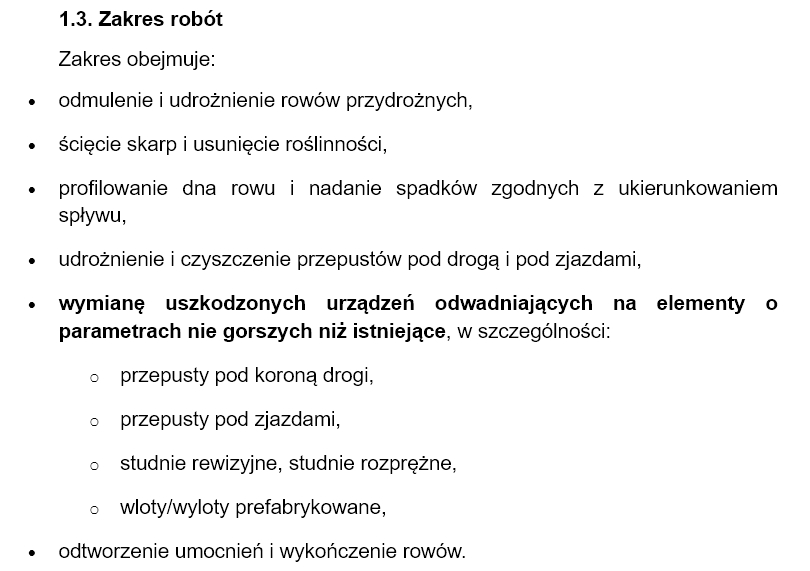 1.3. Zakres robót
Zakres obejmuje:
• odmulenie i udrożnienie rowów przydrożnych,
• ścięcie skarp i usunięcie roślinności,
• profilowanie dna rowu i nadanie spadków zgodnych z ukierunkowaniem
spływu,
• udrożnienie i czyszczenie przepustów pod drogą i pod zjazdami,
• wymianę uszkodzonych urządzeń odwadniających na elementy o
parametrach nie gorszych niż istniejące, w szczególności:
○ przepusty pod koroną drogi,
○ przepusty pod zjazdami,
○ studnie rewizyjne, studnie rozprężne,
○ wloty/wyloty prefabrykowane,
• odtworzenie umocnień i wykończenie rowów.